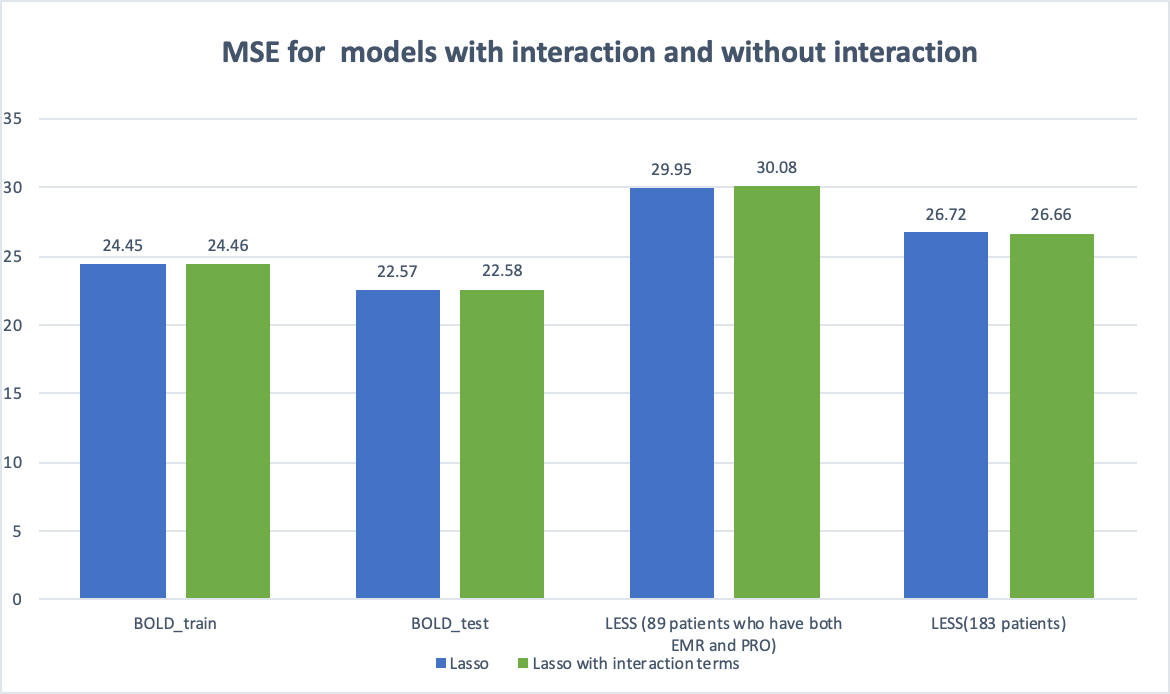 MSE for  models with interaction and without interaction
35
30
25
20
15
10
5
0
24.45
24.46
22.57
22.58
29.95
30.08
26.72
26.66
BOLD_train
BOLD_test
LESS (89 patients who have both
EMR and PRO)
LESS(183 patients)
Lasso
Lasso with interaction terms